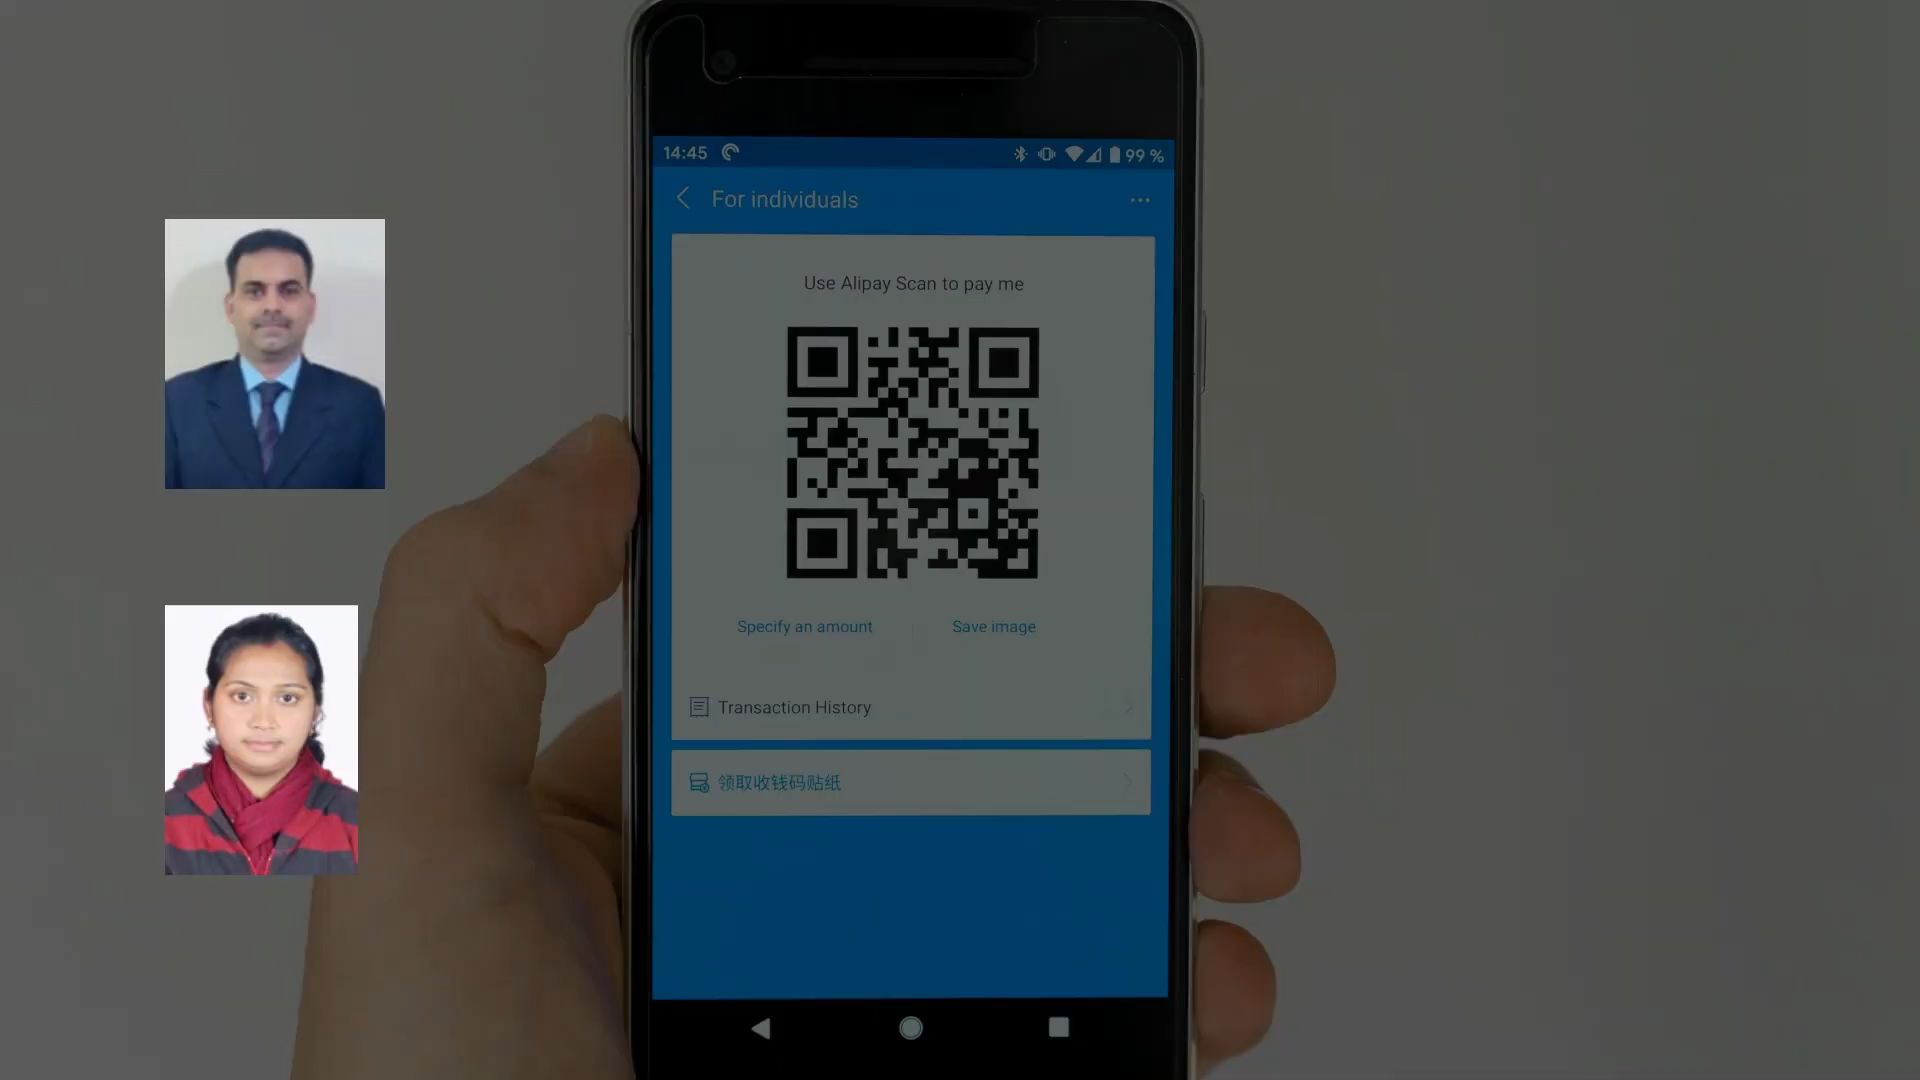 14:45
99 %
For individuals
Use Alipay Scan to pay me
Specify an amount
Save image
Transaction History
领取收钱码贴纸